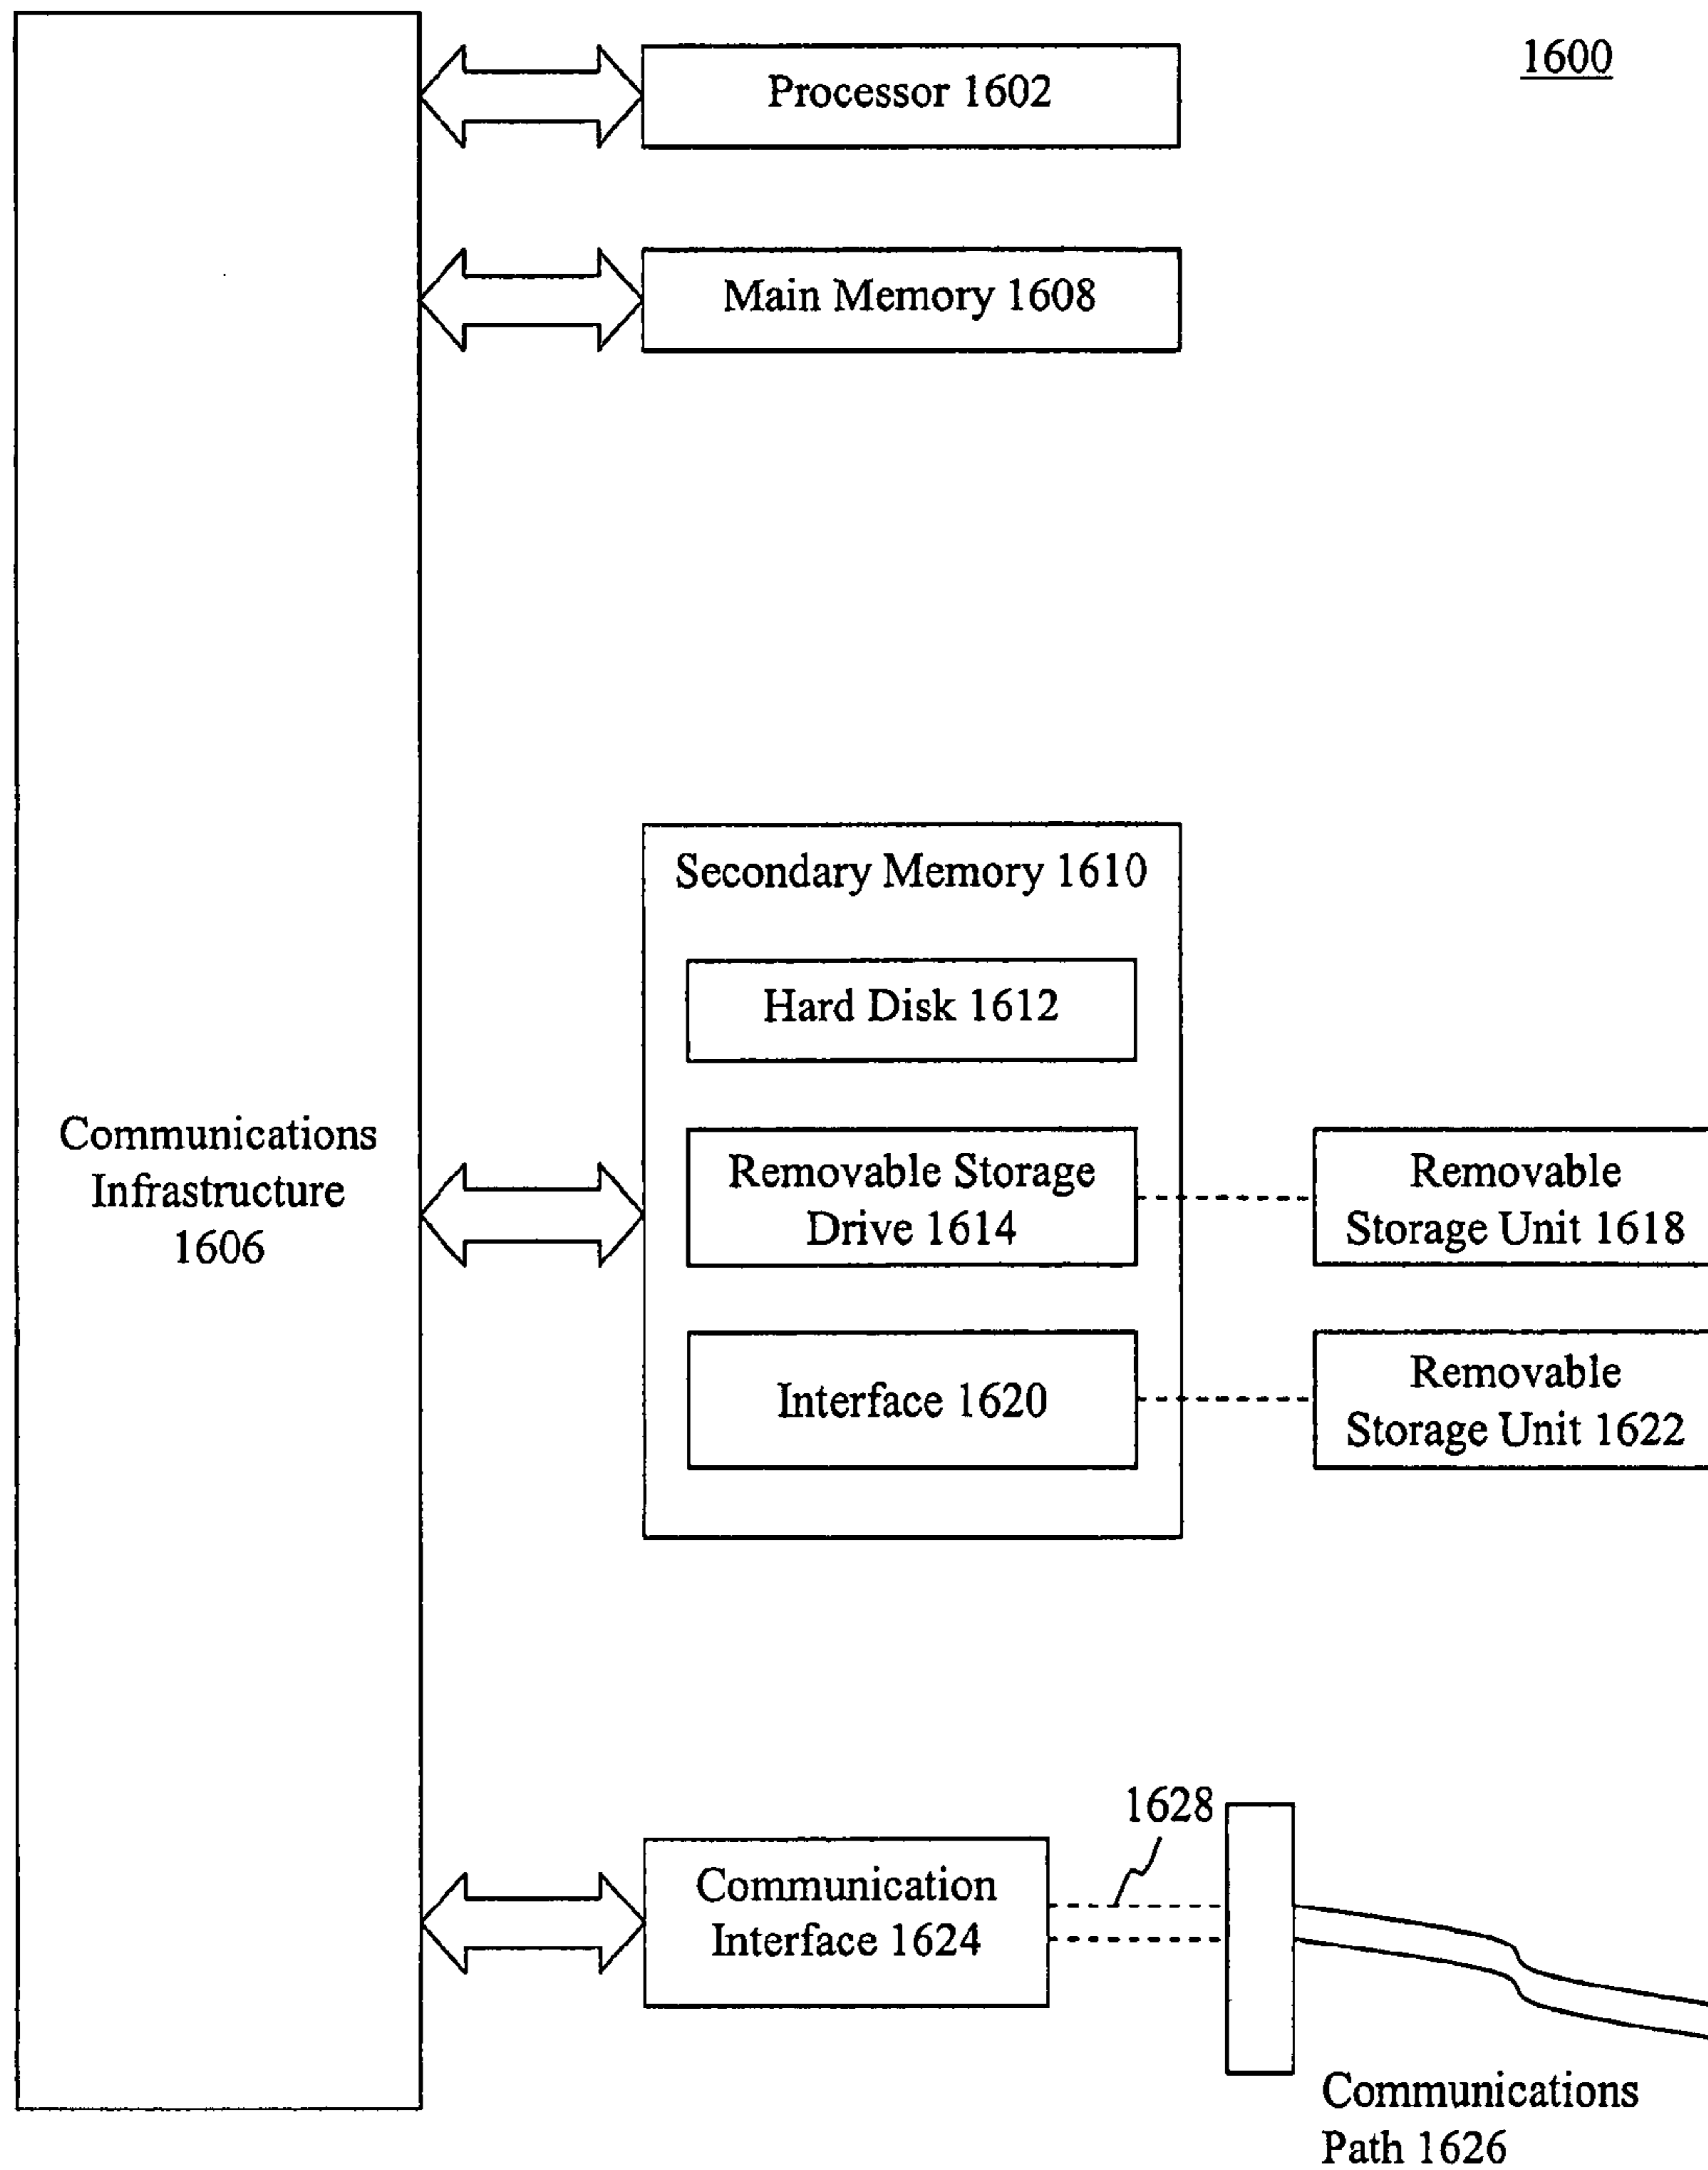 1600
Processor 1602
Main Memory 1608
Secondary Memory 1610
Hard Disk 1612
Communications
Infrastructure
1606
Removable Storage
Drive 1614
Removable
Storage Unit 1618
Interface 1620
Removable
Storage Unit 1622
1628
Communication
Interface 1624
Communications
Path 1626